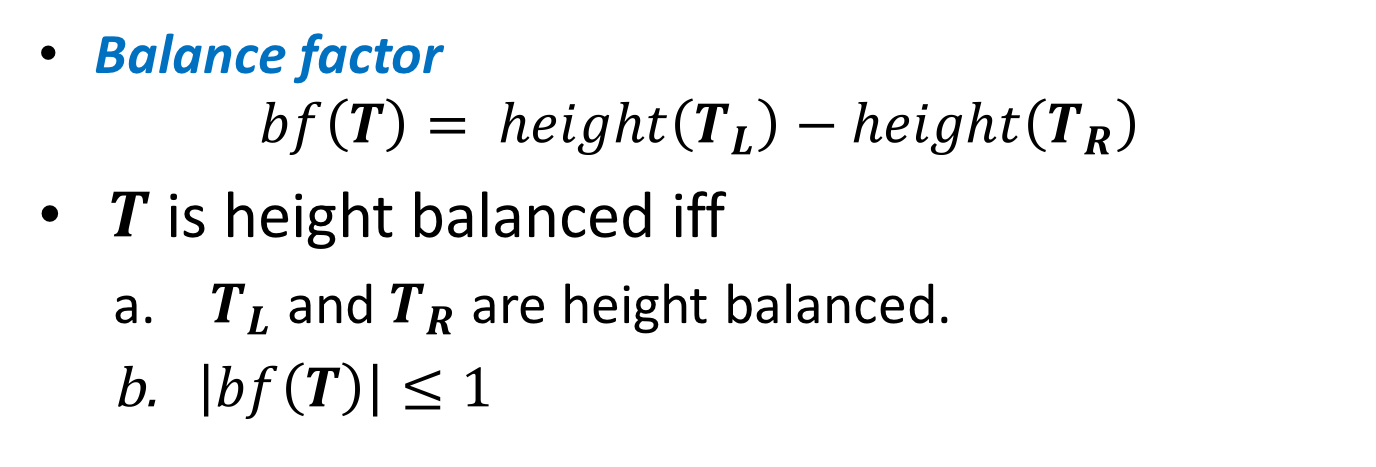 • Balance factor
bf(T) = height(T_L) − height(T_R)
• T is height balanced iff
a. T_L and T_R are height balanced.
b. |bf(T)| ≤ 1